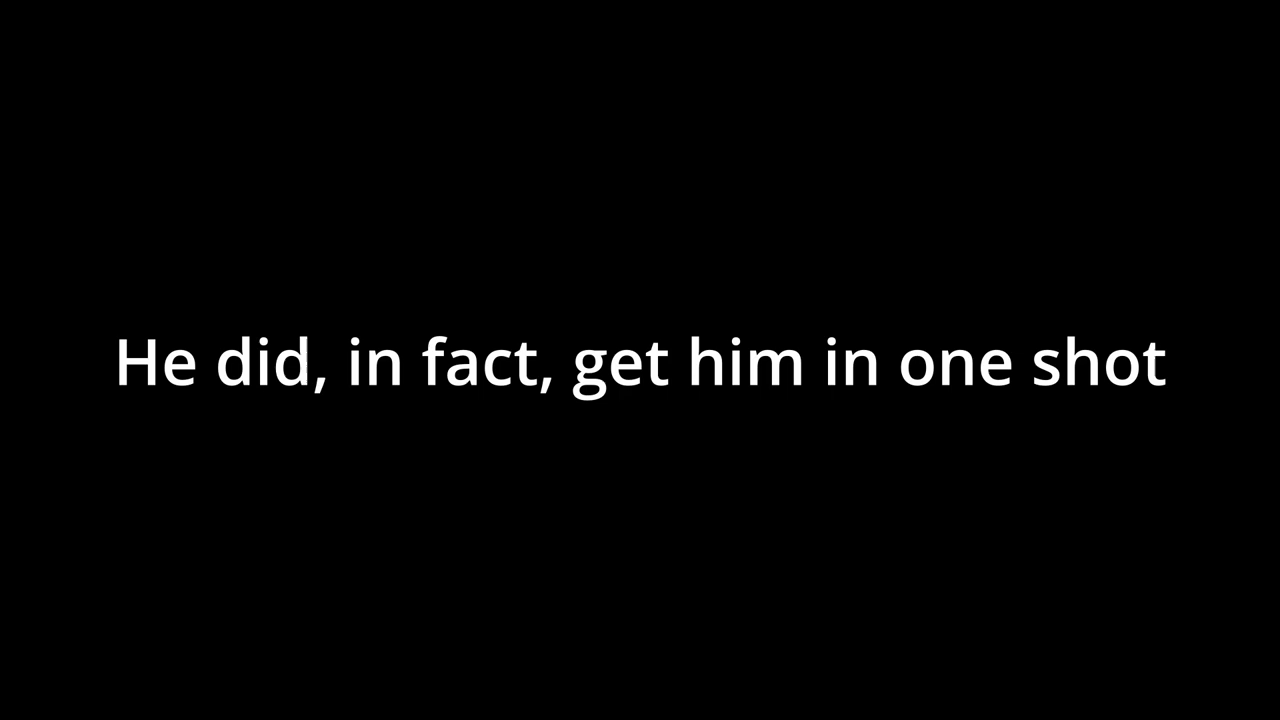 He did, in fact, get him in one shot